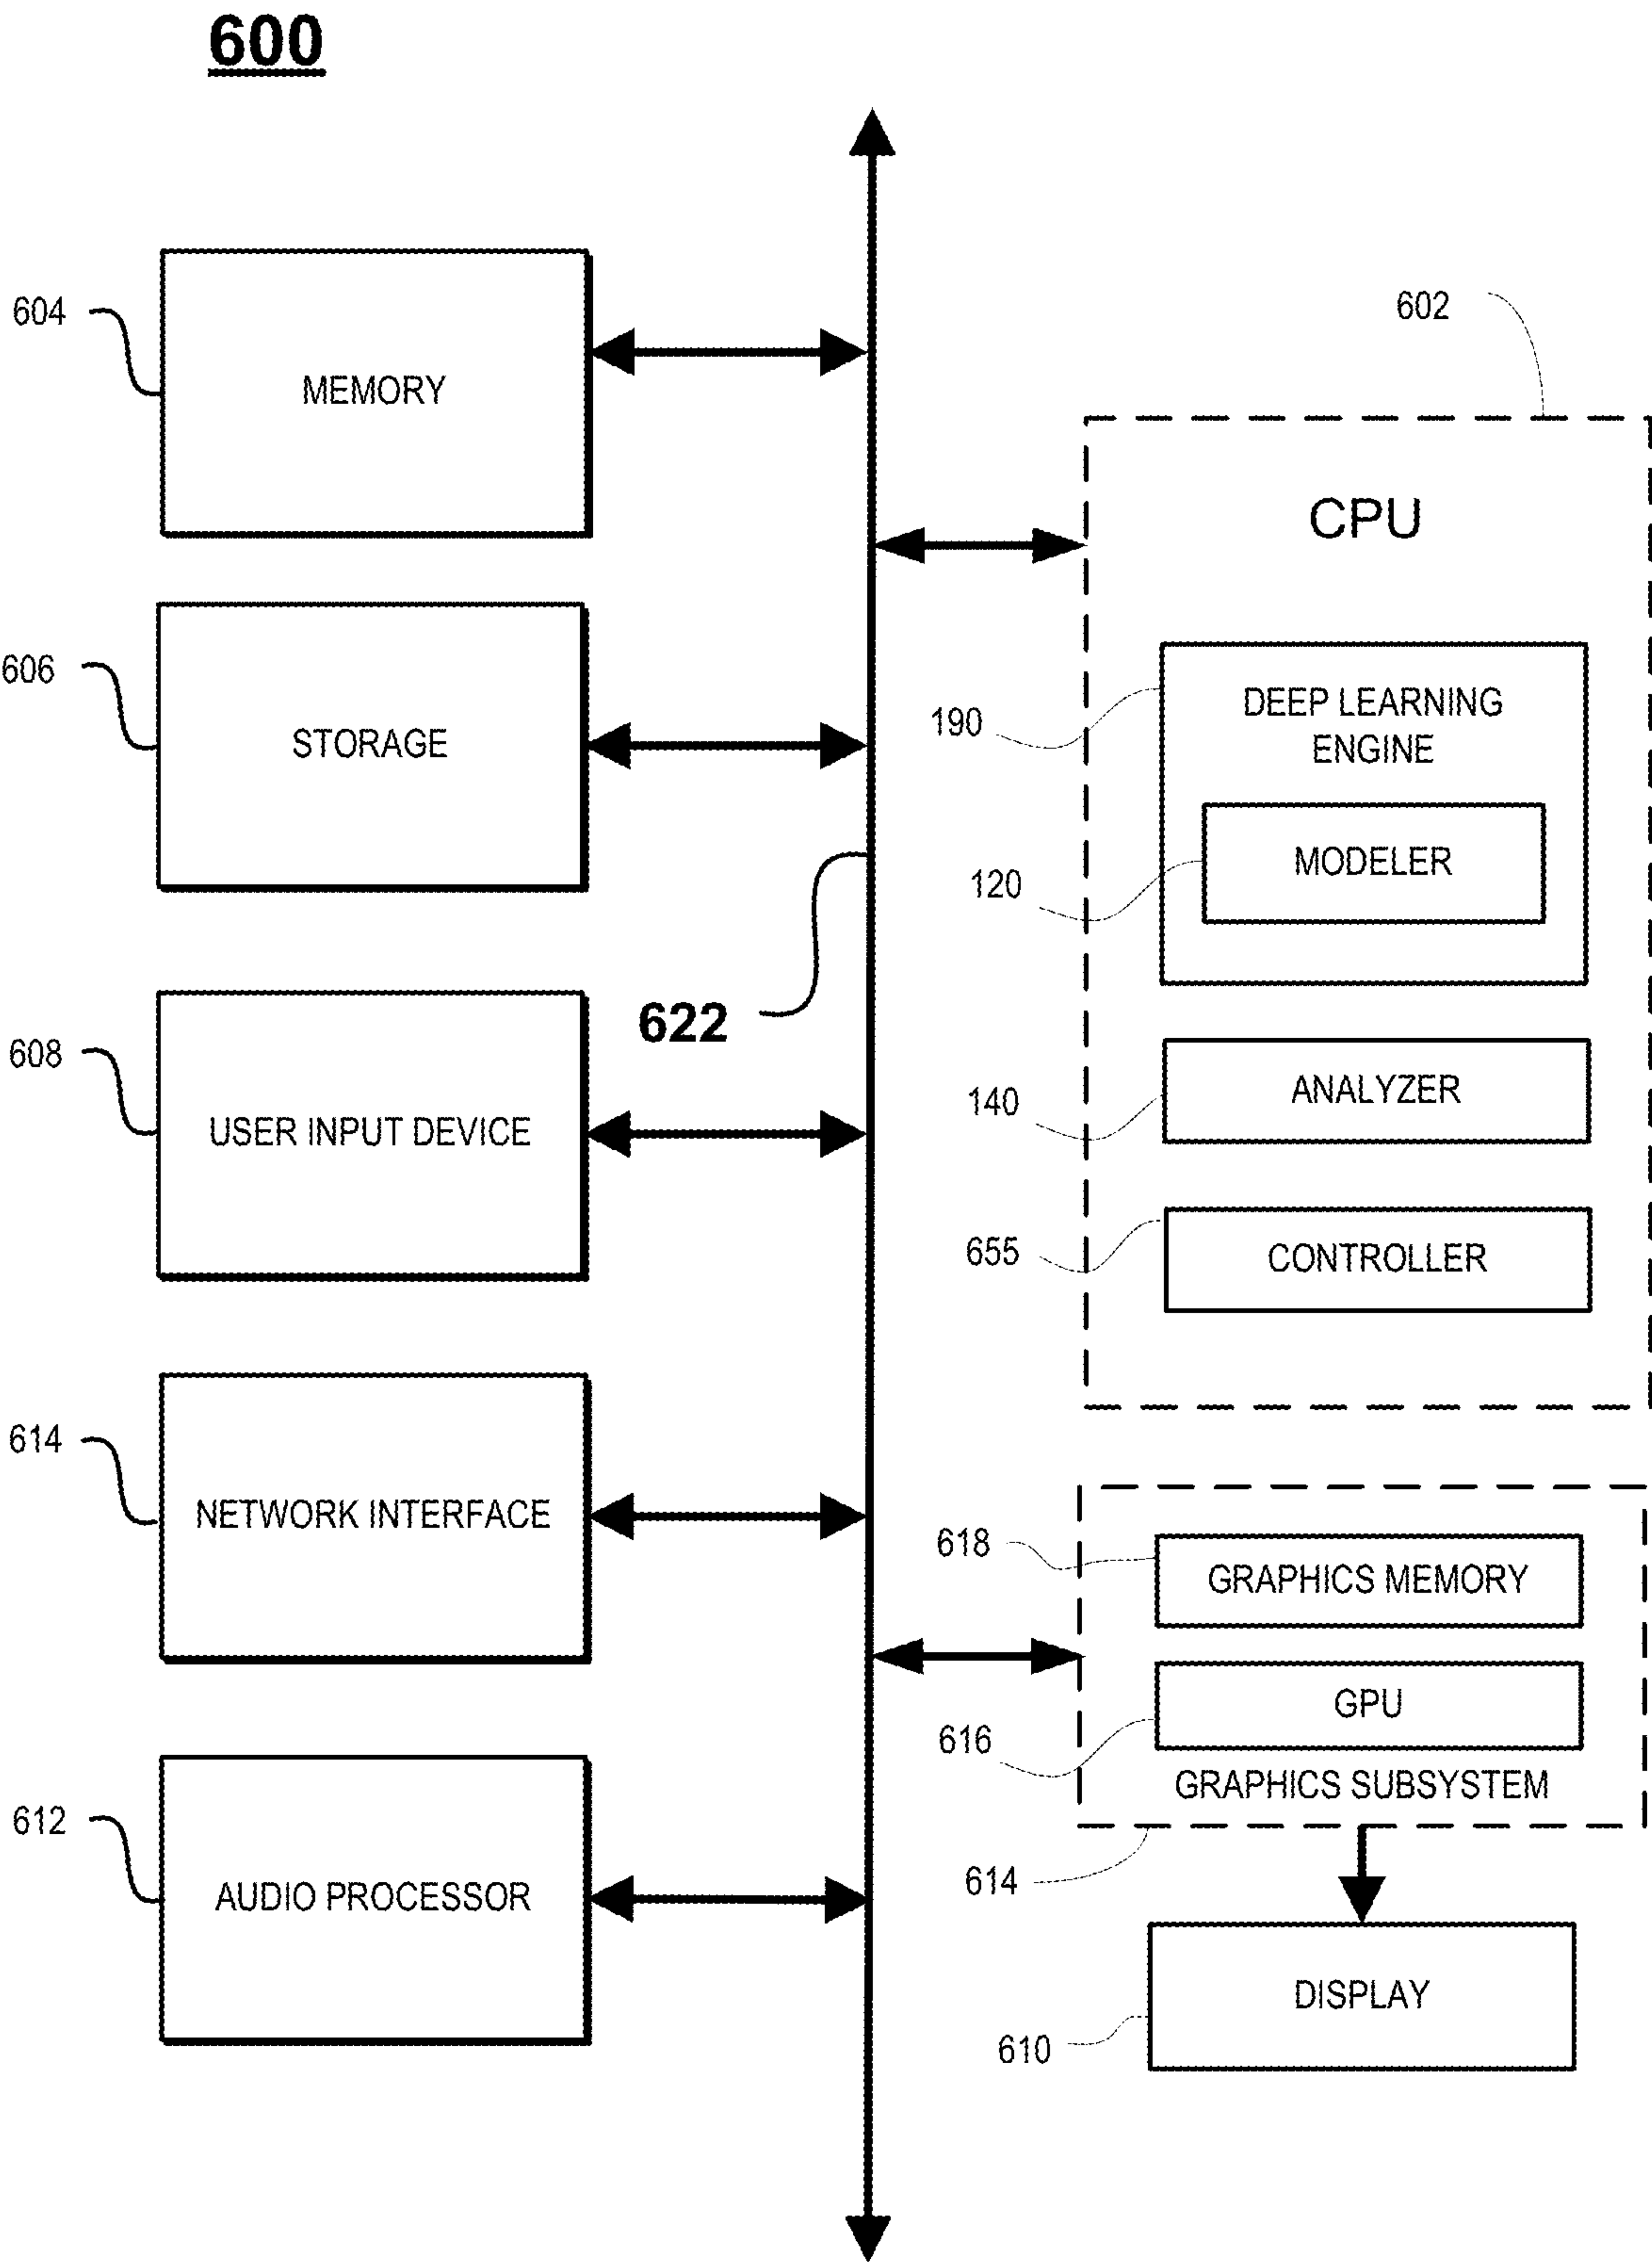 600
604
MEMORY
606
STORAGE
608
USER INPUT DEVICE
614
NETWORK INTERFACE
612
AUDIO PROCESSOR
622
602
CPU
190
DEEP LEARNING
ENGINE
120
MODELER
140
ANALYZER
655
CONTROLLER
618
GRAPHICS MEMORY
616
GPU
GRAPHICS SUBSYSTEM
614
DISPLAY
610